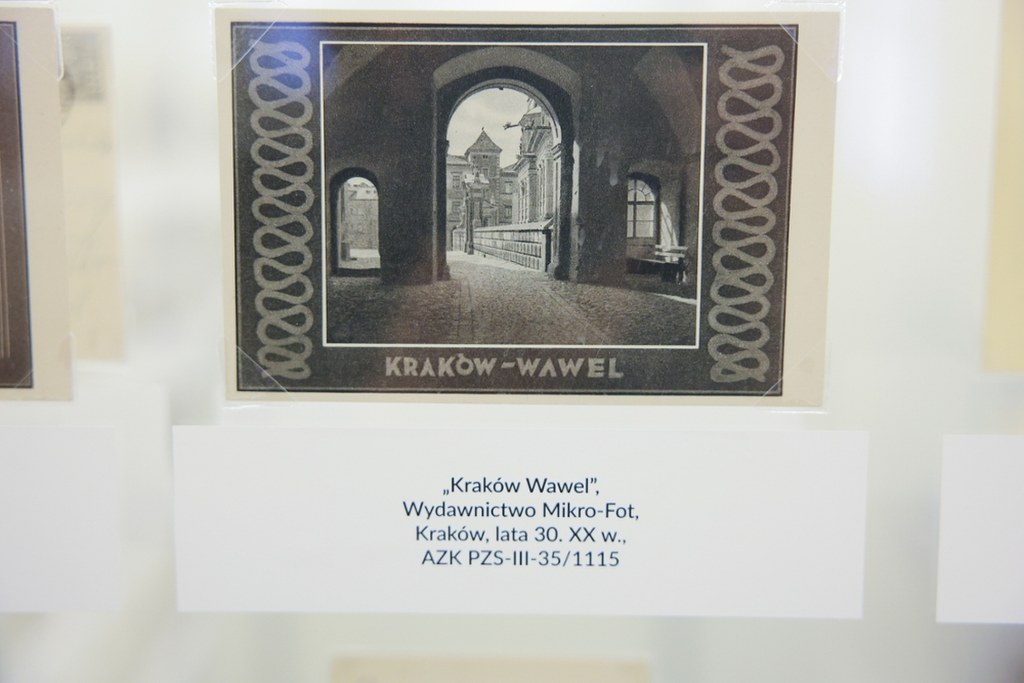 KRAKÓW-WAWEL
„Kraków Wawel”,
Wydawnictwo Mikro-Fot,
Kraków, lata 30. XX w.,
AZK PZS-III-35/1115